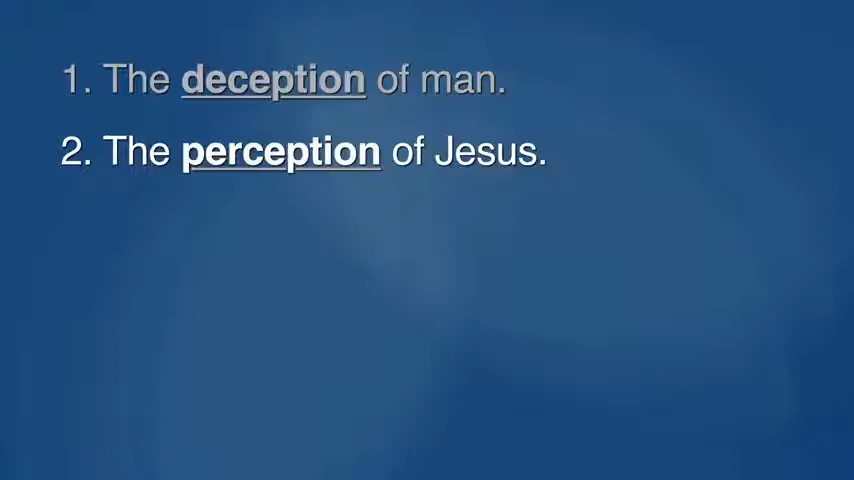 1. The deception of man.
2. The perception of Jesus.